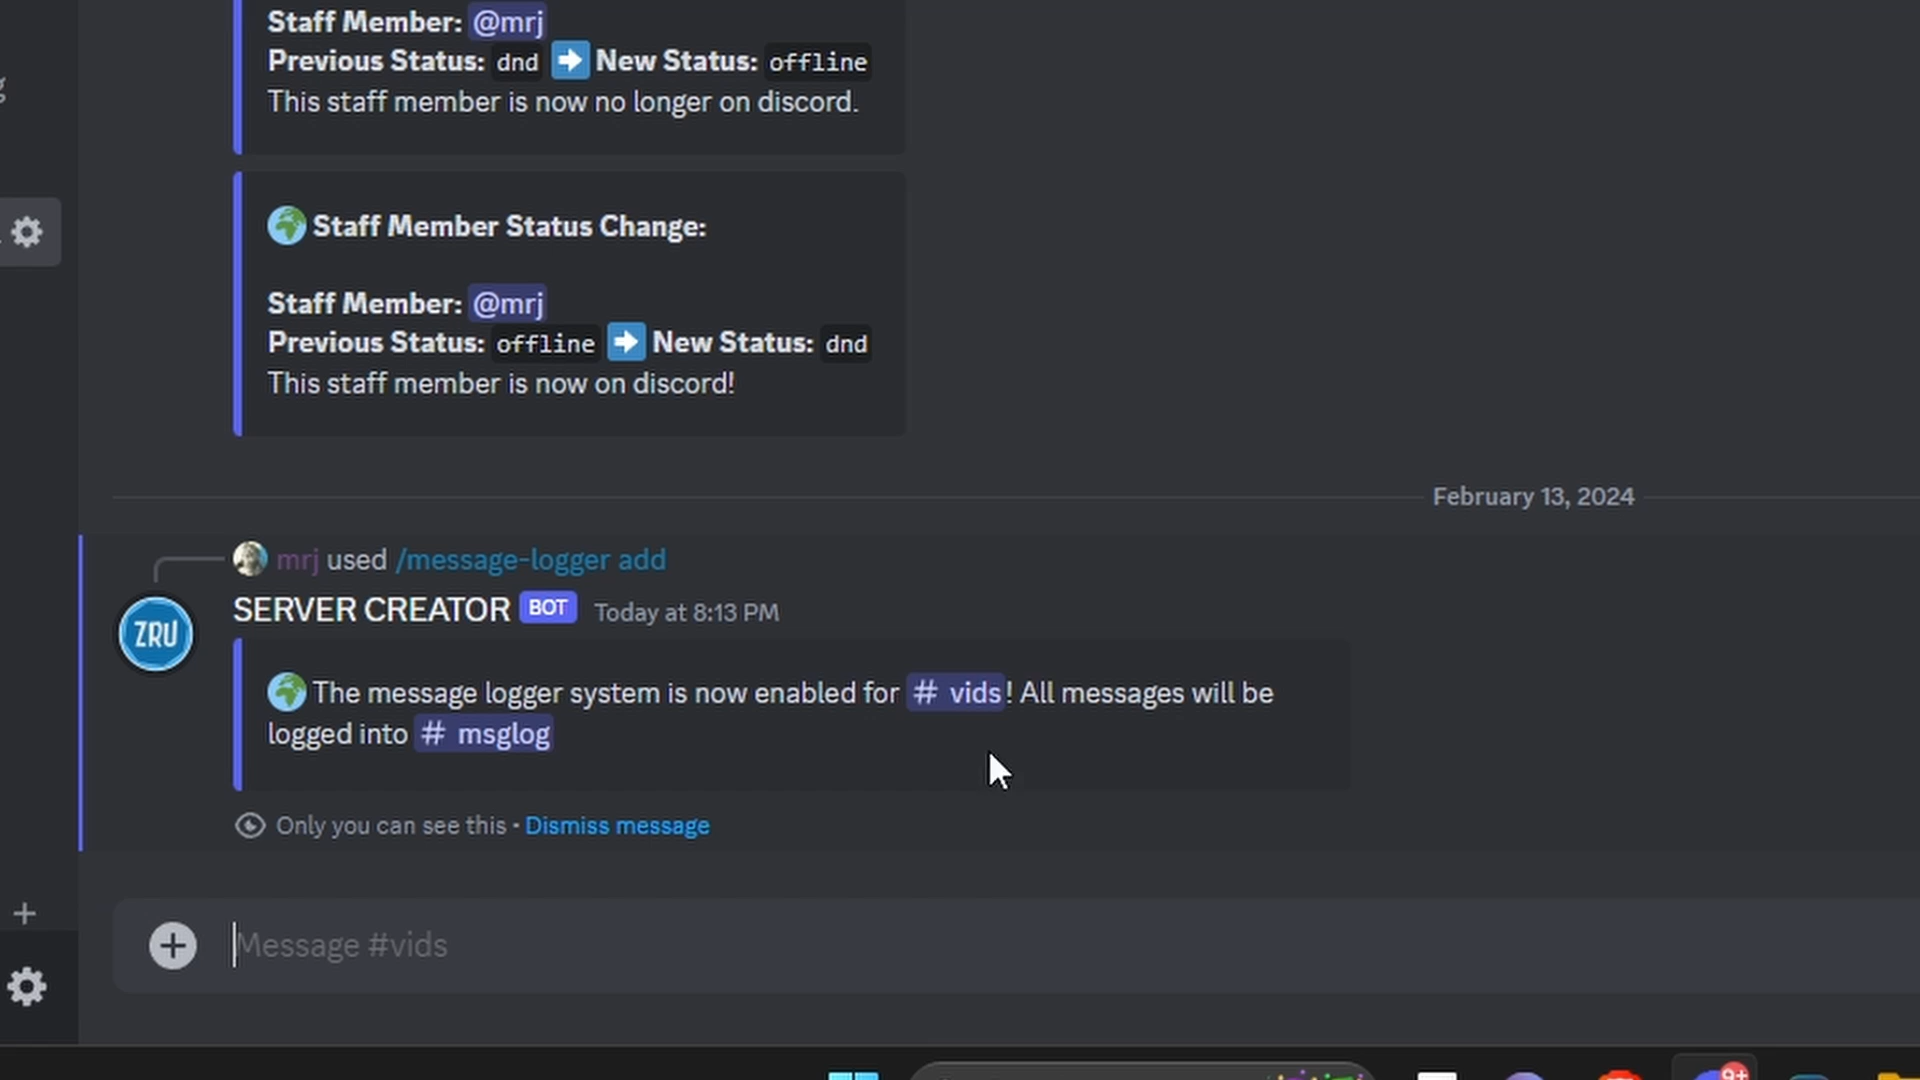 Staff Member: @mrj
Previous Status: dnd ➡ New Status: offline
This staff member is now no longer on discord.
Staff Member Status Change:
Staff Member: @mrj
Previous Status: offline ➡ New Status: dnd
This staff member is now on discord!
February 13, 2024
mrj used /message-logger add
ZRU
SERVER CREATOR BOT Today at 8:13 PM
The message logger system is now enabled for # vids! All messages will be
logged into # msglog
Only you can see this • Dismiss message
Message #vids
9+